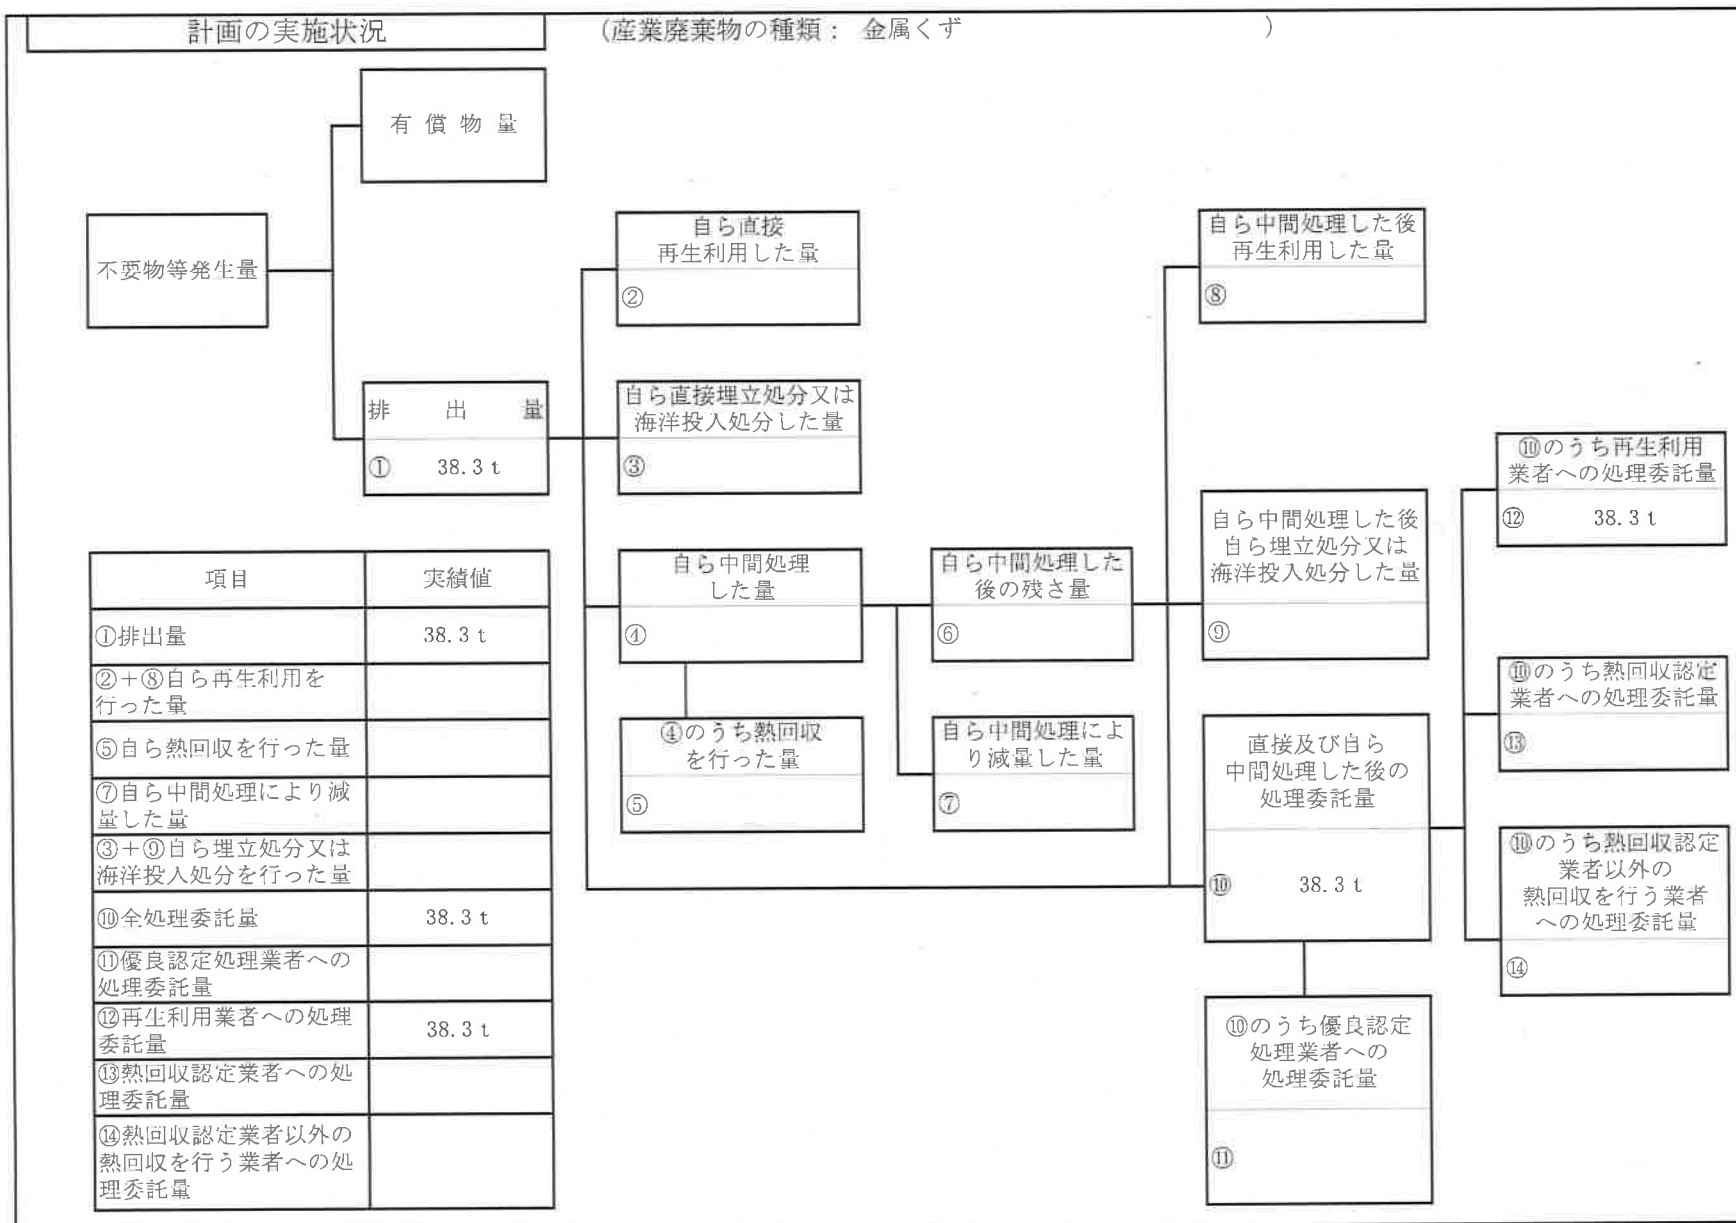 計画の実施状況
(産業廃棄物の種類： 金属くず )
有償物量
不要物等発生量
排出量
① 38.3 t
自ら直接
再生利用した量
②
自ら直接埋立処分又は
海洋投入処分した量
③
自ら中間処理
した量
④
④のうち熱回収
を行った量
⑤
自ら中間処理した
後の残さ量
⑥
自ら中間処理によ
り減量した量
⑦
自ら中間処理した後
再生利用した量
⑧
自ら中間処理した後
自ら埋立処分又は
海洋投入処分した量
⑨
直接及び自ら
中間処理した後の
処理委託量
⑩ 38.3 t
⑩のうち優良認定
処理業者への
処理委託量
⑪
⑩のうち再生利用
業者への処理委託量
⑫ 38.3 t
⑩のうち熱回収認定
業者への処理委託量
⑬
⑩のうち熱回収認定
業者以外の
熱回収を行う業者
への処理委託量
⑭
項目 実績値
①排出量 38.3 t
②＋⑧自ら再生利用を
行った量
⑤自ら熱回収を行った量
⑦自ら中間処理により減
量した量
③＋⑨自ら埋立処分又は
海洋投入処分を行った量
⑩全処理委託量 38.3 t
⑪優良認定処理業者への
処理委託量
⑫再生利用業者への処理
委託量 38.3 t
⑬熱回収認定業者への処
理委託量
⑭熱回収認定業者以外の
熱回収を行う業者への処
理委託量